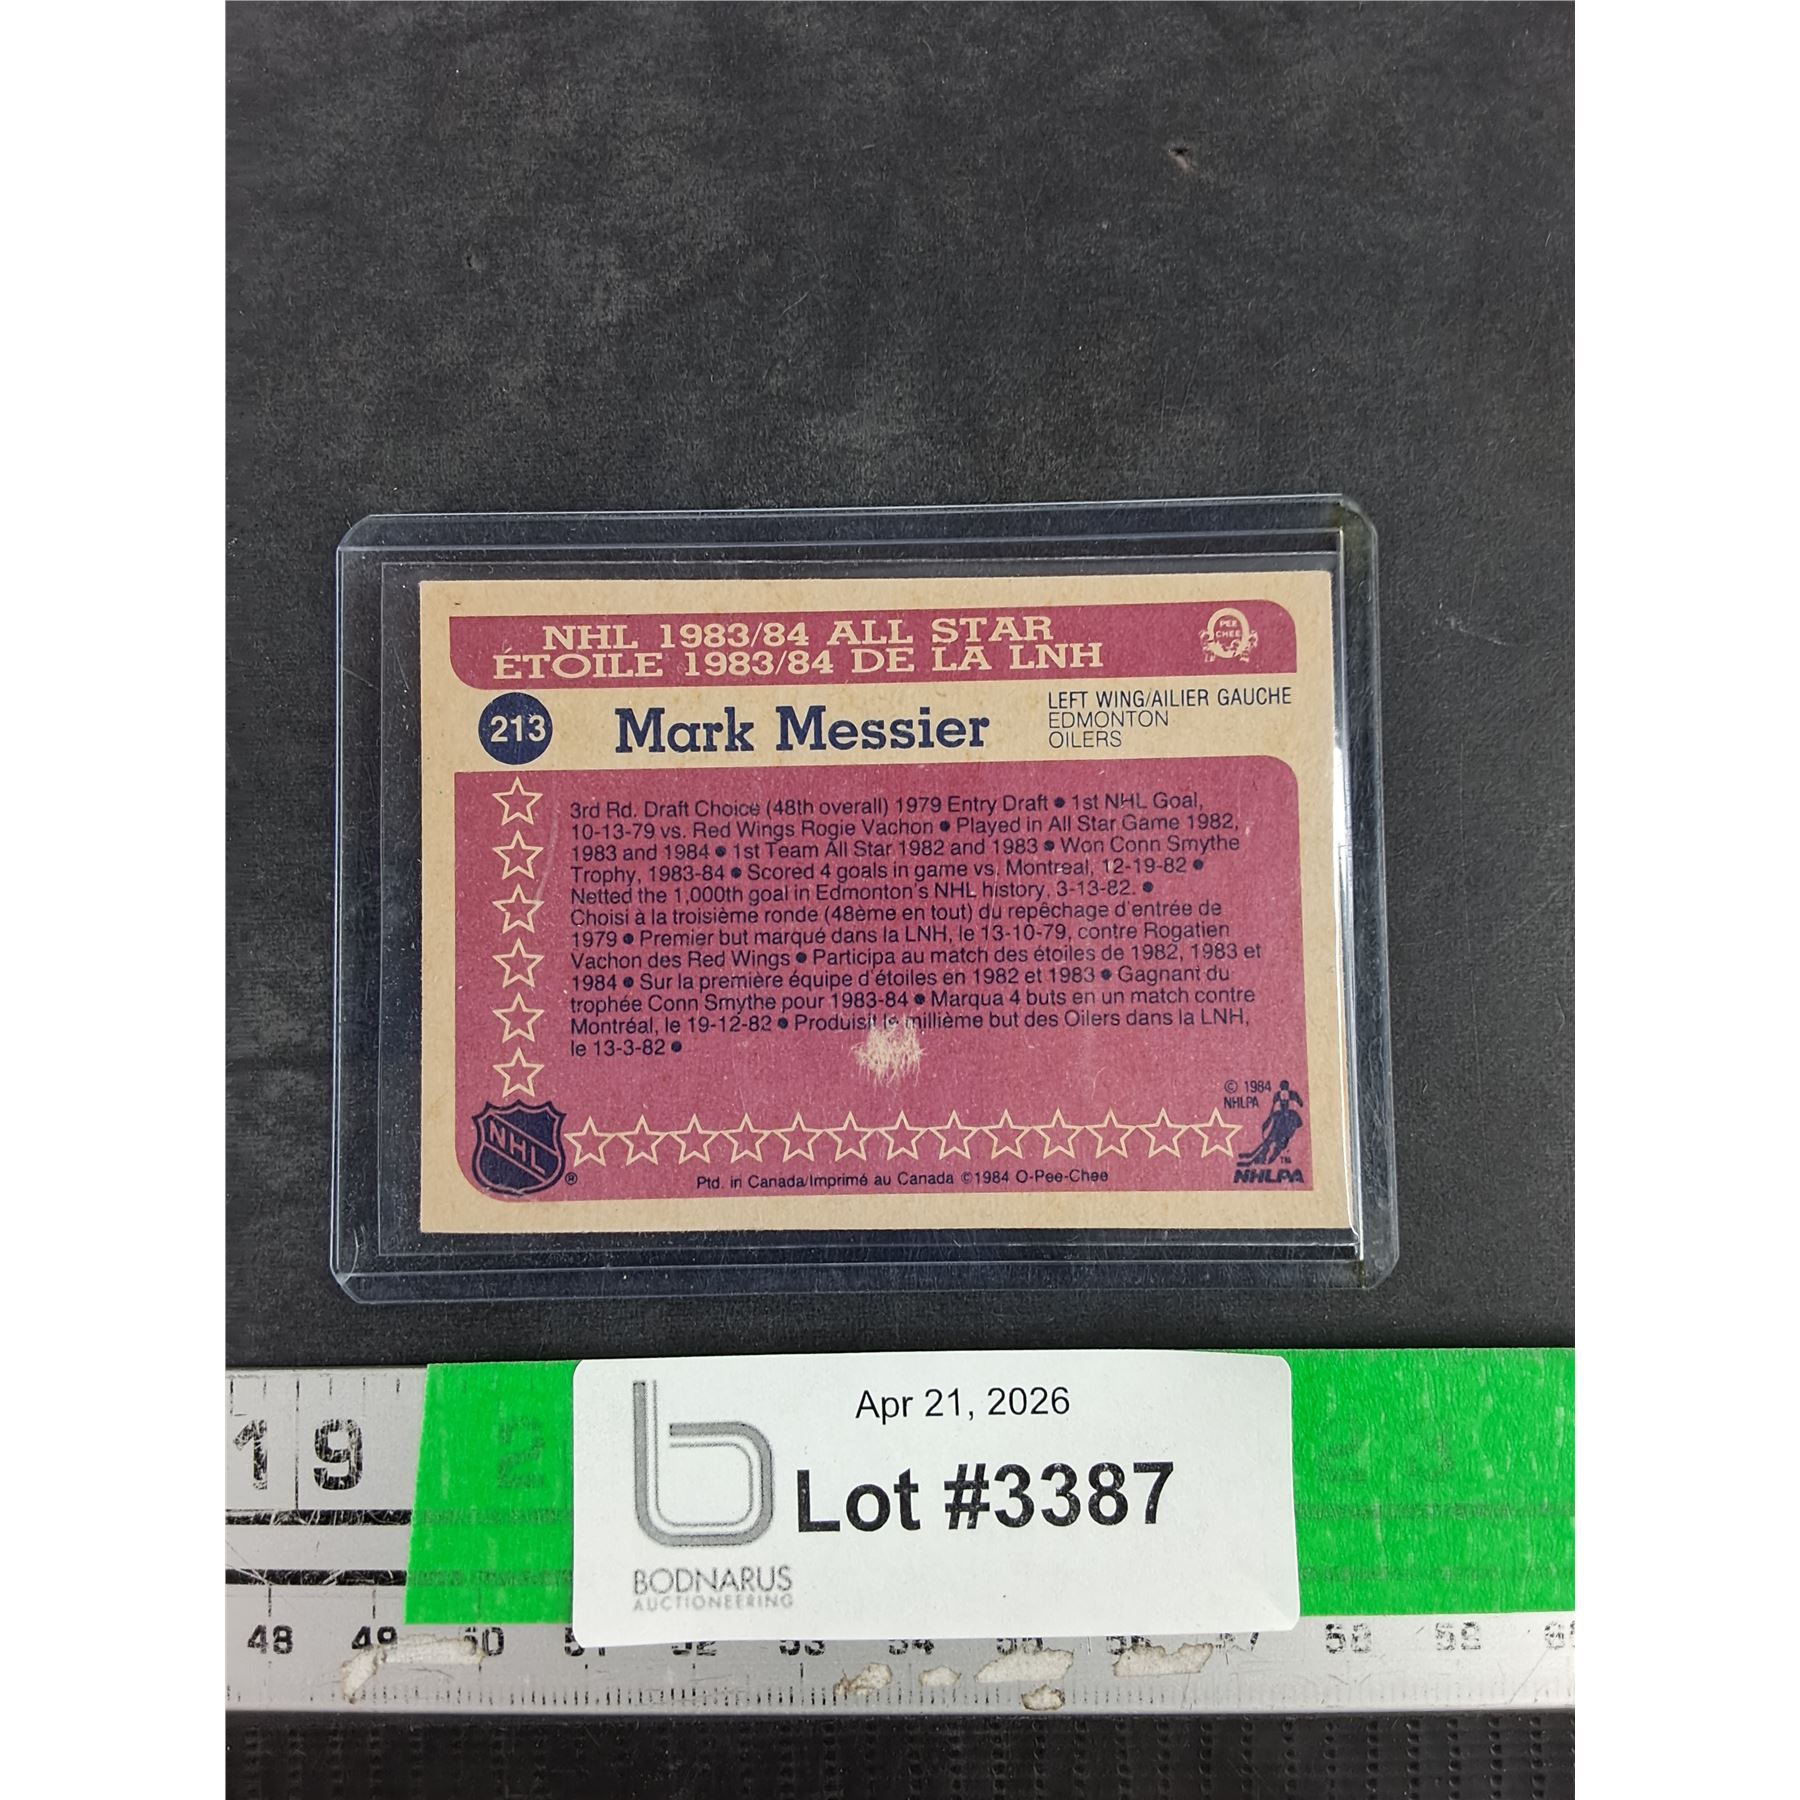 NHL 1983/84 ALL STAR
ÉTOILE 1983/84 DE LA LNH
PEE
CHEE
213
Mark Messier
LEFT WING/AILIER GAUCHE
EDMONTON
OILERS
3rd Rd. Draft Choice (48th overall) 1979 Entry Draft • 1st NHL Goal,
10-13-79 vs. Red Wings Rogie Vachon • Played in All Star Game 1982,
1983 and 1984 • 1st Team All Star 1982 and 1983 • Won Conn Smythe
Trophy, 1983-84 • Scored 4 goals in game vs. Montreal, 12-19-82 •
Netted the 1,000th goal in Edmonton's NHL history, 3-13-82. •
Choisi à la troisième ronde (48ème en tout) du repêchage d'entrée de
1979 • Premier but marqué dans la LNH, le 13-10-79, contre Rogatien
Vachon des Red Wings • Participa au match des étoiles de 1982, 1983 et
1984 • Sur la première équipe d'étoiles en 1982 et 1983 • Gagnant du
trophée Conn Smythe pour 1983-84 • Marqua 4 buts en un match contre
Montréal, le 19-12-82 • Produisit le millième but des Oilers dans la LNH,
le 13-3-82 •
© 1984
NHLPA
NHL ®
TM
NHLPA
Ptd. in Canada/Imprimé au Canada ©1984 O-Pee-Chee
Apr 21, 2026
Lot #3387
BODNARUS
AUCTIONEERING
19
48 49 50 51 52 53 54 55 56 57 58 59